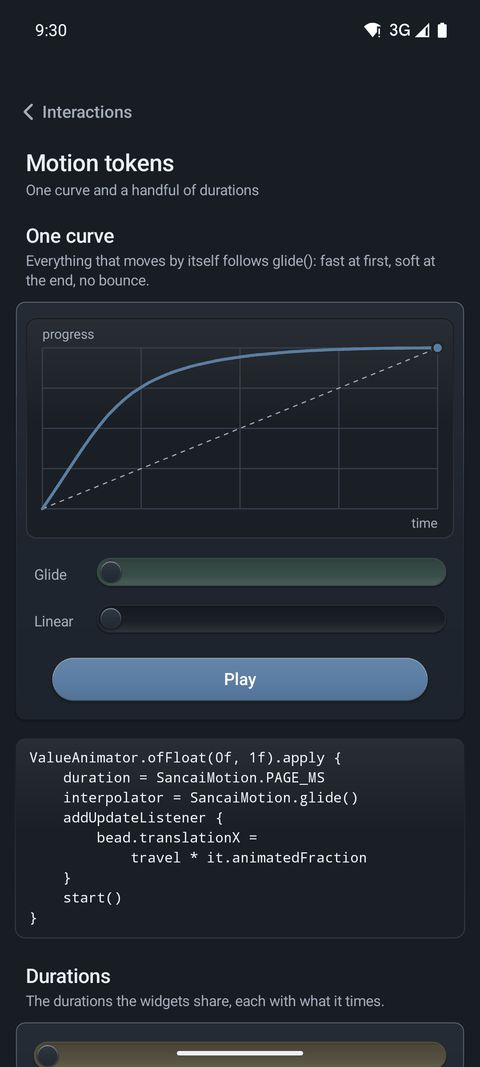 9:30
3G
Interactions
Motion tokens
One curve and a handful of durations
One curve
Everything that moves by itself follows glide(): fast at first, soft at
the end, no bounce.
progress
time
Glide
Linear
Play
ValueAnimator.ofFloat(0f, 1f).apply {
    duration = SancaiMotion.PAGE_MS
    interpolator = SancaiMotion.glide()
    addUpdateListener {
        bead.translationX =
            travel * it.animatedFraction
    }
    start()
}
Durations
The durations the widgets share, each with what it times.